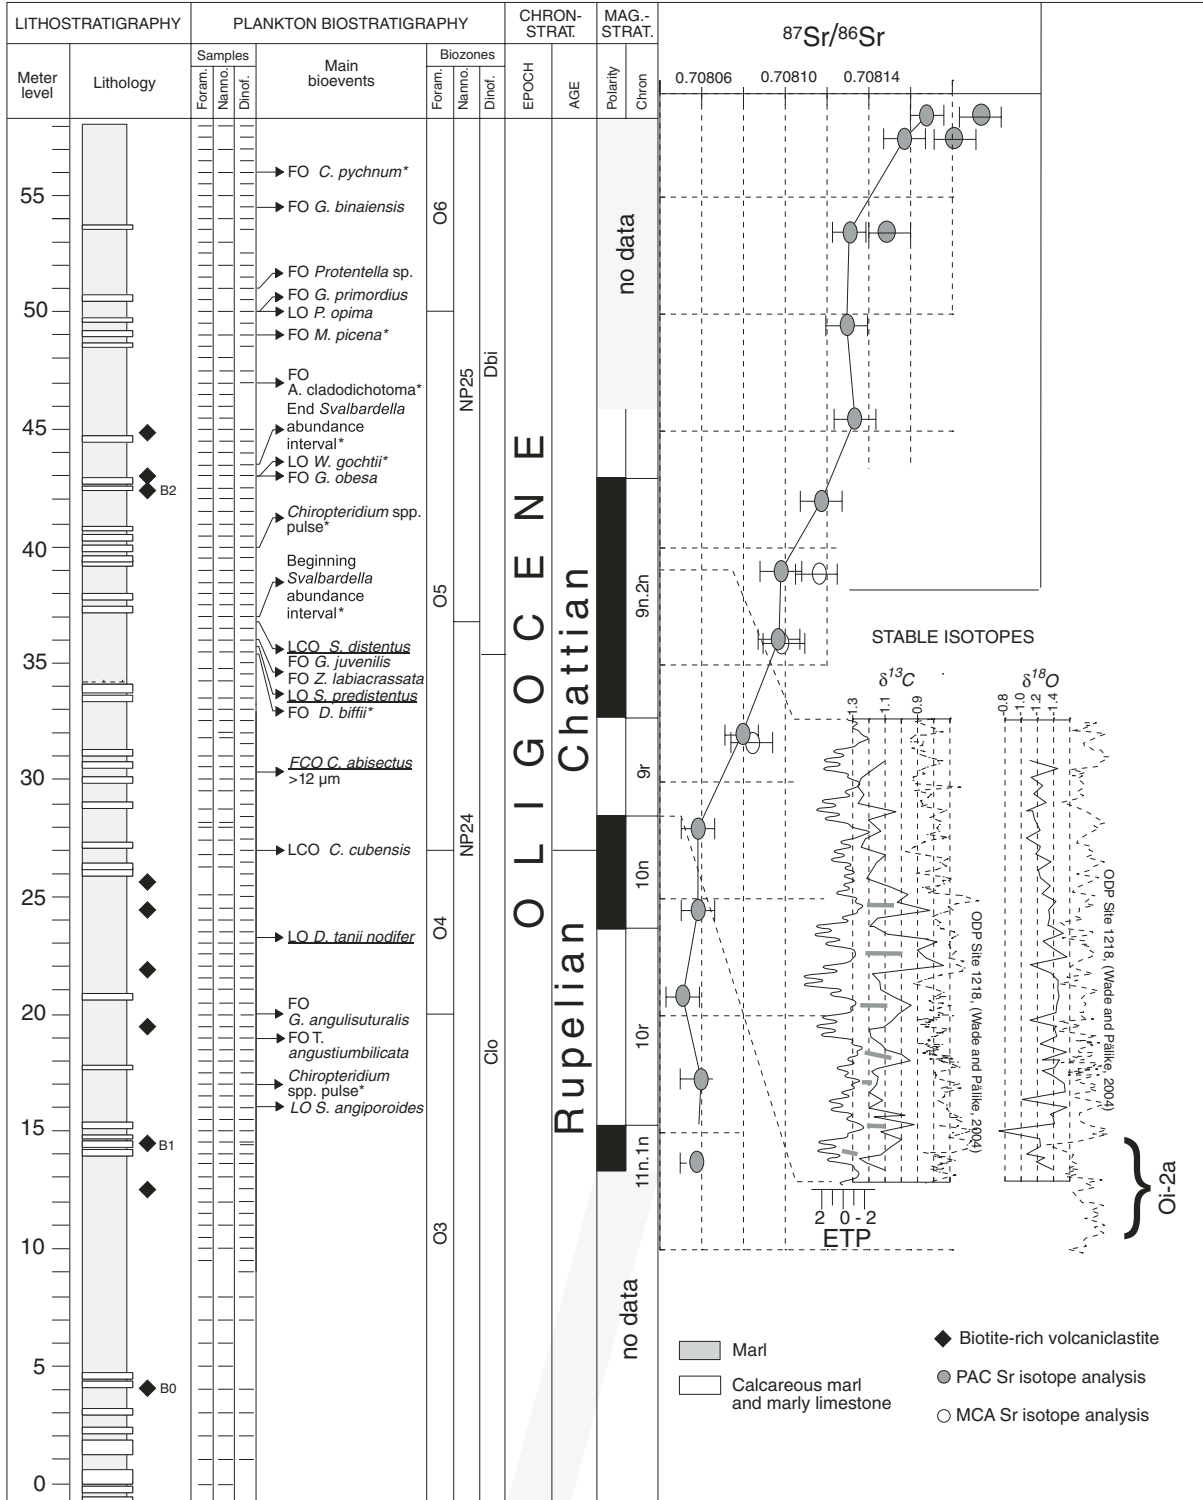 LITHOSTRATIGRAPHY
PLANKTON BIOSTRATIGRAPHY
CHRON-
STRAT.
MAG.-
STRAT.
87Sr/86Sr
Meter
level
Lithology
Samples
Foram.
Nanno.
Dinof.
Main
bioevents
Biozones
Foram.
Nanno.
Dinof.
EPOCH
AGE
Polarity
Chron
0.70806
0.70810
0.70814
55
50
45
40
35
30
25
20
15
10
5
0
B2
B1
B0
FO C. pychnum*
FO G. binaiensis
FO Protentella sp.
FO G. primordius
LO P. opima
FO M. picena*
FO
A. cladodichotoma*
End Svalbardella
abundance
interval*
LO W. gochtii*
FO G. obesa
Chiropteridium spp.
pulse*
Beginning
Svalbardella
abundance
interval*
LCO S. distentus
FO G. juvenilis
FO Z. labiacrassata
LO S. predistentus
FO D. biffii*
FCO C. abisectus
>12 µm
LCO C. cubensis
LO D. tanii nodifer
FO
G. angulisuturalis
FO T.
angustiumbilicata
Chiropteridium
spp. pulse*
LO S. angiporoides
O6
O5
O4
O3
NP25
NP24
Dbi
Clo
OLIGOCENE
Chattian
Rupelian
no data
9n.2n
9r
10n
10r
11n.1n
no data
STABLE ISOTOPES
δ13C
δ18O
1.3
1.1
0.9
-0.8
-1.0
-1.2
-1.4
ODP Site 1218, (Wade and Pälike, 2004)
ODP Site 1218, (Wade and Pälike, 2004)
2 0 - 2
ETP
Oi-2a
Marl
Calcareous marl
and marly limestone
Biotite-rich volcaniclastite
PAC Sr isotope analysis
MCA Sr isotope analysis